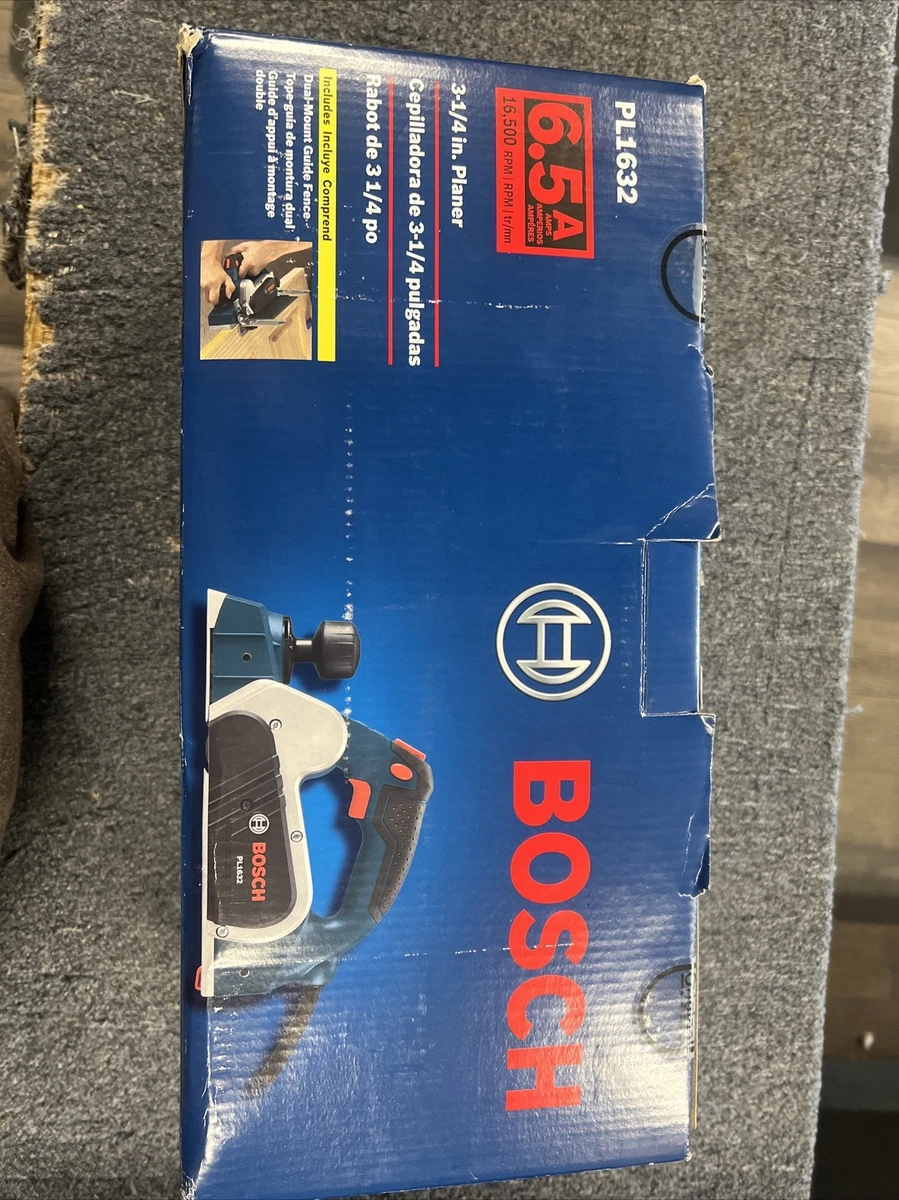 PL1632
6.5 A
AMPS
AMPERIOS
AMPÈRES
16,500 RPM | RPM | tr/mn
3-1/4 in. Planer
Cepilladora de 3-1/4 pulgadas
Rabot de 3 1/4 po
Includes Incluye Comprend
Dual-Mount Guide Fence
Tope-guía de montura dual
Guide d'appui à montage
double
BOSCH
BOSCH
PL1632